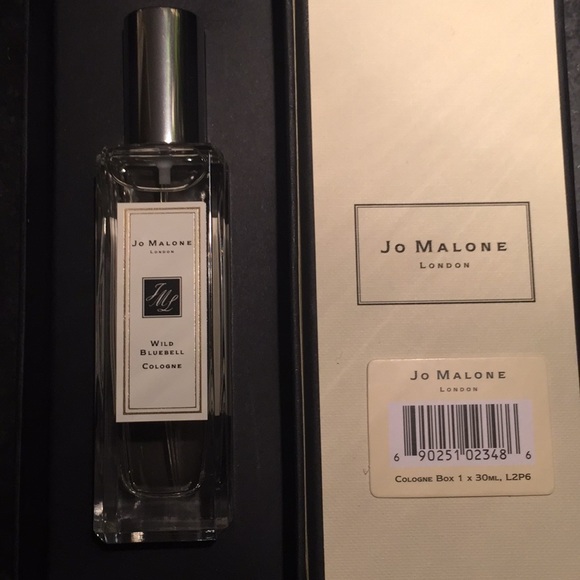 Jo Malone
London
JML
Wild
Bluebell
Cologne
Jo Malone
London
Jo Malone
London
6 90251 02348 6
Cologne Box 1 x 30ml, L2P6